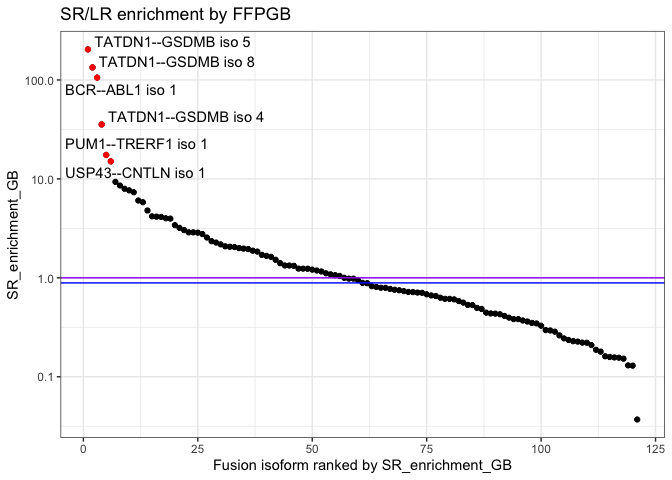 SR/LR enrichment by FFPGB
TATDN1--GSDMB iso 5
TATDN1--GSDMB iso 8
BCR--ABL1 iso 1
TATDN1--GSDMB iso 4
PUM1--TRERF1 iso 1
USP43--CNTLN iso 1
100.0
10.0
1.0
0.1
SR_enrichment_GB
0
25
50
75
100
125
Fusion isoform ranked by SR_enrichment_GB